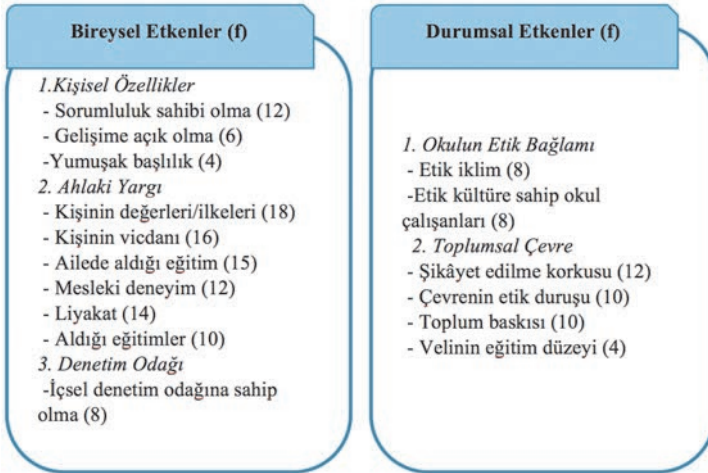 Bireysel Etkenler (f)
1.Kişisel Özellikler
- Sorumluluk sahibi olma (12)
- Gelişime açık olma (6)
-Yumuşak başlılık (4)
2. Ahlaki Yargı
- Kişinin değerleri/ilkeleri (18)
- Kişinin vicdanı (16)
- Ailede aldığı eğitim (15)
- Mesleki deneyim (12)
- Liyakat (14)
- Aldığı eğitimler (10)
3. Denetim Odağı
-İçsel denetim odağına sahip
olma (8)
Durumsal Etkenler (f)
1. Okulun Etik Bağlamı
- Etik iklim (8)
-Etik kültüre sahip okul
çalışanları (8)
2. Toplumsal Çevre
- Şikâyet edilme korkusu (12)
- Çevrenin etik duruşu (10)
- Toplum baskısı (10)
- Velinin eğitim düzeyi (4)